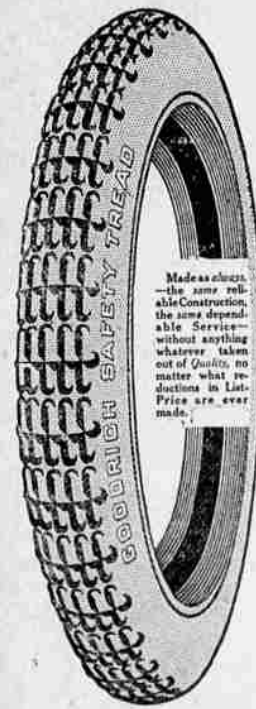 GOODRICH SAFETY TREAD
Made as always,
—the same reli-
able Construction,
the same depend-
able Service—
without anything
whatever taken
out of Quality, no
matter what re-
ductions in List-
Price are ever
made.